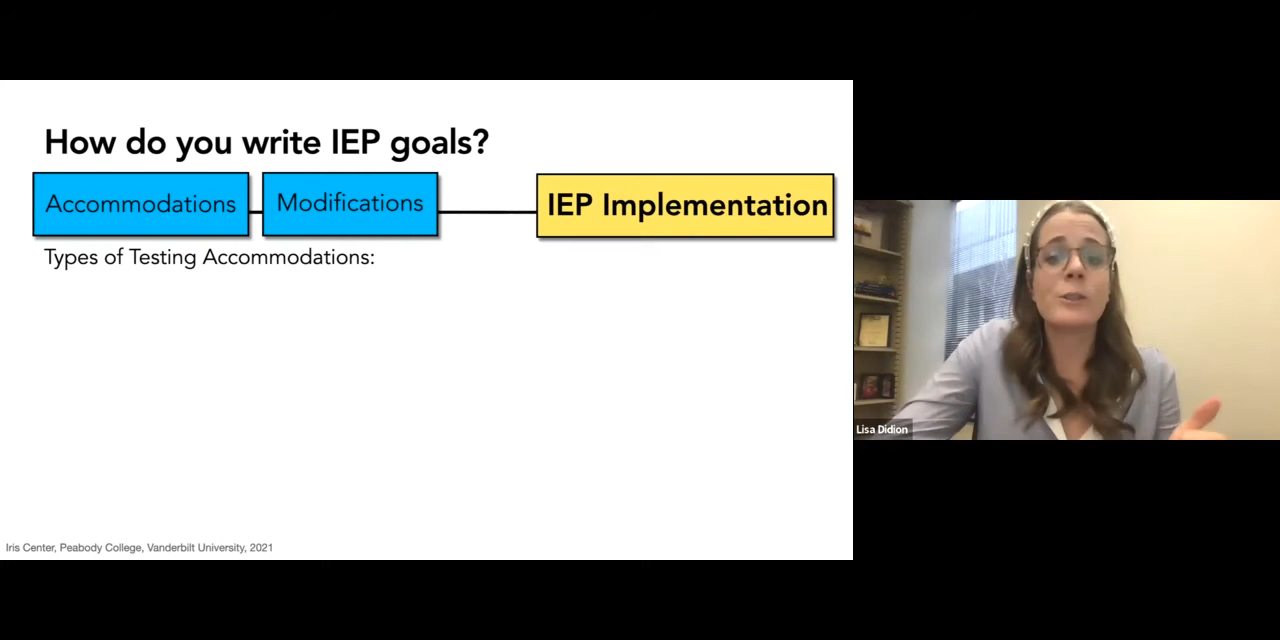 How do you write IEP goals?
Accommodations
Modifications
IEP Implementation
Types of Testing Accommodations:
Lisa Didion
Iris Center, Peabody College, Vanderbilt University, 2021